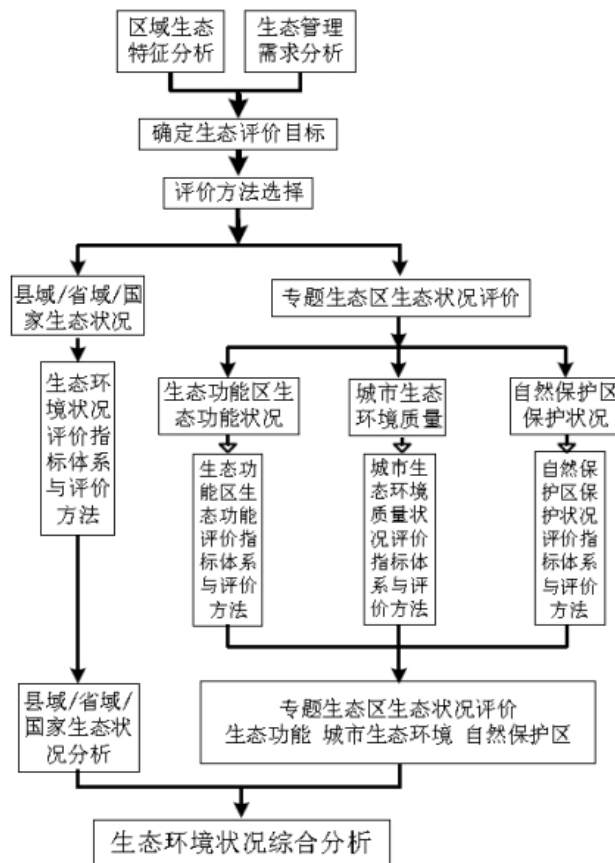 区域生态
特征分析
生态管理
需求分析
确定生态评价目标
评价方法选择
县域/省域/国
家生态状况
专题生态区生态状况评价
生态环
境状况
评价指
标体系
与评价
方法
生态功能区生
态功能状况
城市生态
环境质量
自然保护区
保护状况
生态功
能区生
态功能
评价指
标体系
与评价
方法
城市生
态环境
质量状
况评价
指标体
系与评
价方法
自然保
护区保
护状况
评价指
标体系
与评价
方法
县域/省域/
国家生态状
况分析
专题生态区生态状况评价
生态功能 城市生态环境 自然保护区
生态环境状况综合分析